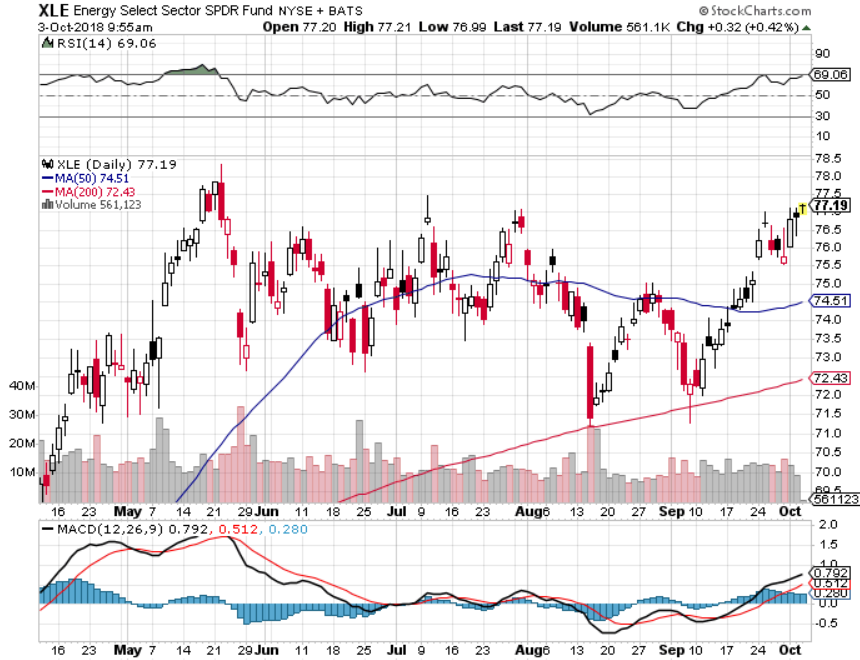 XLE Energy Select Sector SPDR Fund NYSE + BATS © StockCharts.com
3-Oct-2018 9:55am Open 77.20 High 77.21 Low 76.99 Last 77.19 Volume 561.1K Chg +0.32 (+0.42%)
RSI(14) 69.06
90
69.06
50
30
10
XLE (Daily) 77.19
MA(50) 74.51
MA(200) 72.43
Volume 561,123
78.5
78.0
77.5
77.19
76.5
76.0
75.5
75.0
74.51
74.0
73.5
73.0
72.43
72.0
71.5
71.0
70.5
70.0
69.5
561123
40M
30M
20M
10M
16 23 May 7 14 21 29 Jun 11 18 25 Jul 9 16 23 Aug 6 13 20 27 Sep 10 17 24 Oct
MACD(12,26,9) 0.792, 0.512, 0.280
2.0
1.5
1.0
0.792
0.512
0.280
0.0
-0.5
16 23 May 7 14 21 29 Jun 11 18 25 Jul 9 16 23 Aug 6 13 20 27 Sep 10 17 24 Oct